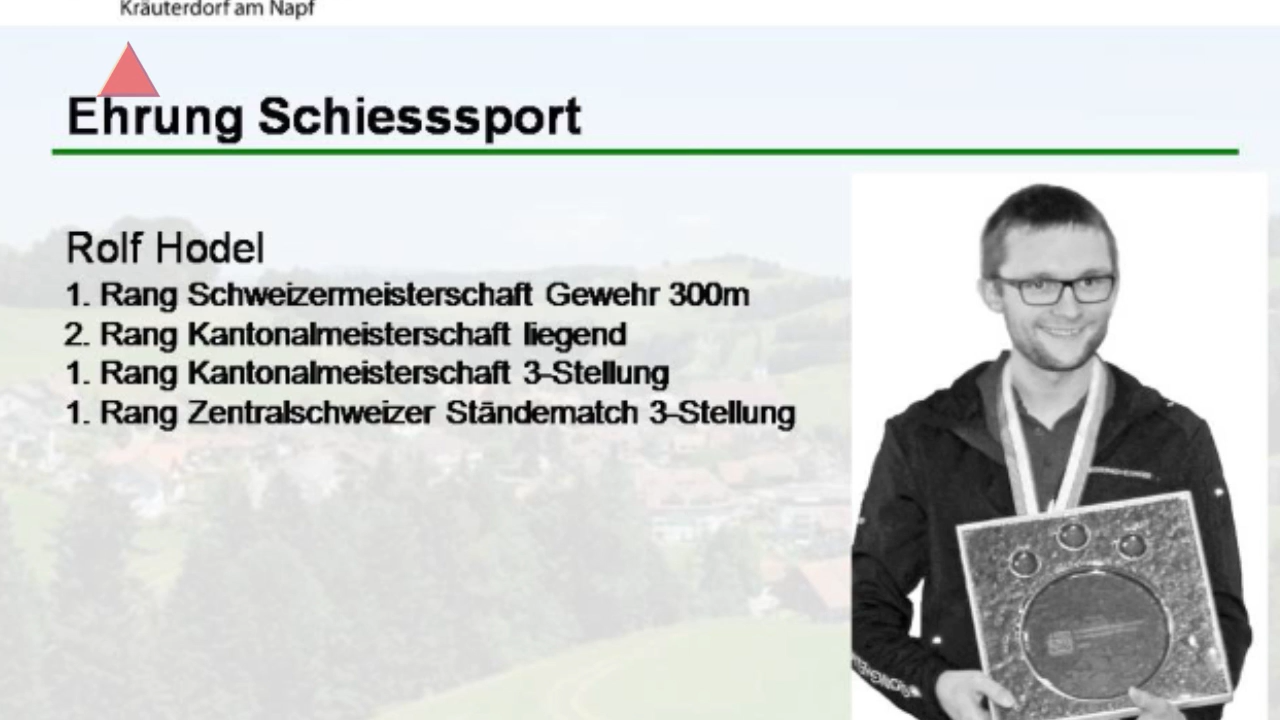 Kräuterdorf am Napf
Ehrung Schiesssport
Rolf Hodel
1. Rang Schweizermeisterschaft Gewehr 300m
2. Rang Kantonalmeisterschaft liegend
1. Rang Kantonalmeisterschaft 3-Stellung
1. Rang Zentralschweizer Ständematch 3-Stellung